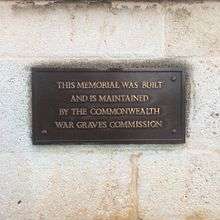 THIS MEMORIAL WAS BUILT
AND IS MAINTAINED
BY THE COMMONWEALTH
WAR GRAVES COMMISSION